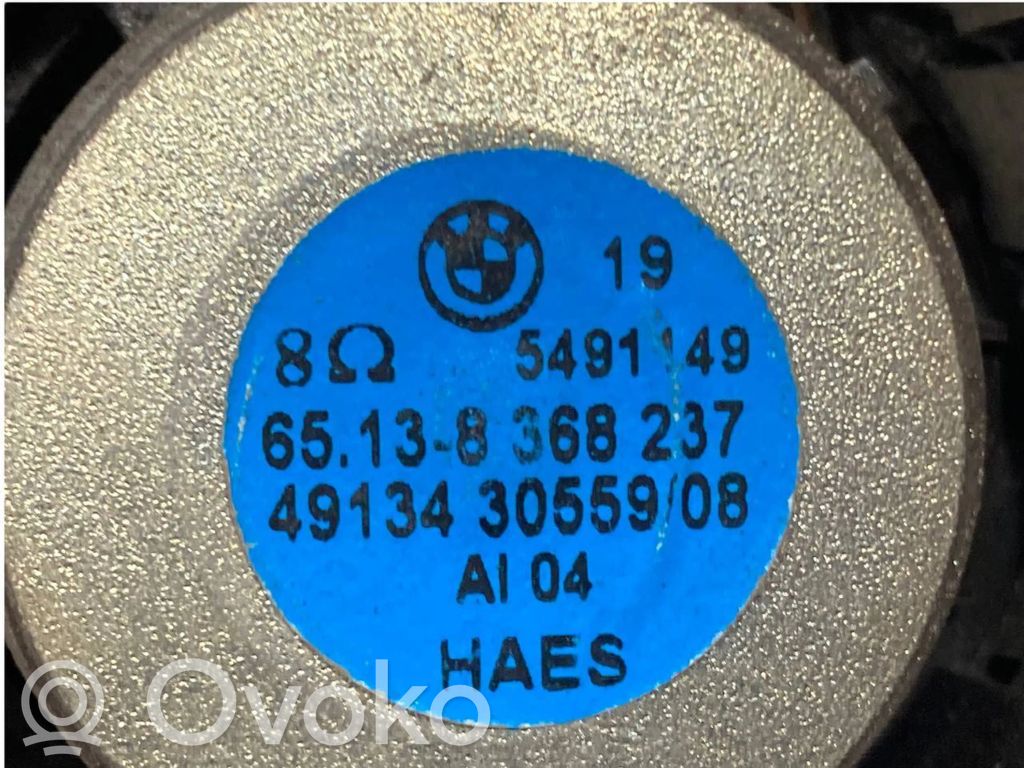 19
8Ω 5491149
65.13-8 368 237
49134 30559/08
AI 04
HAES
Ovoko